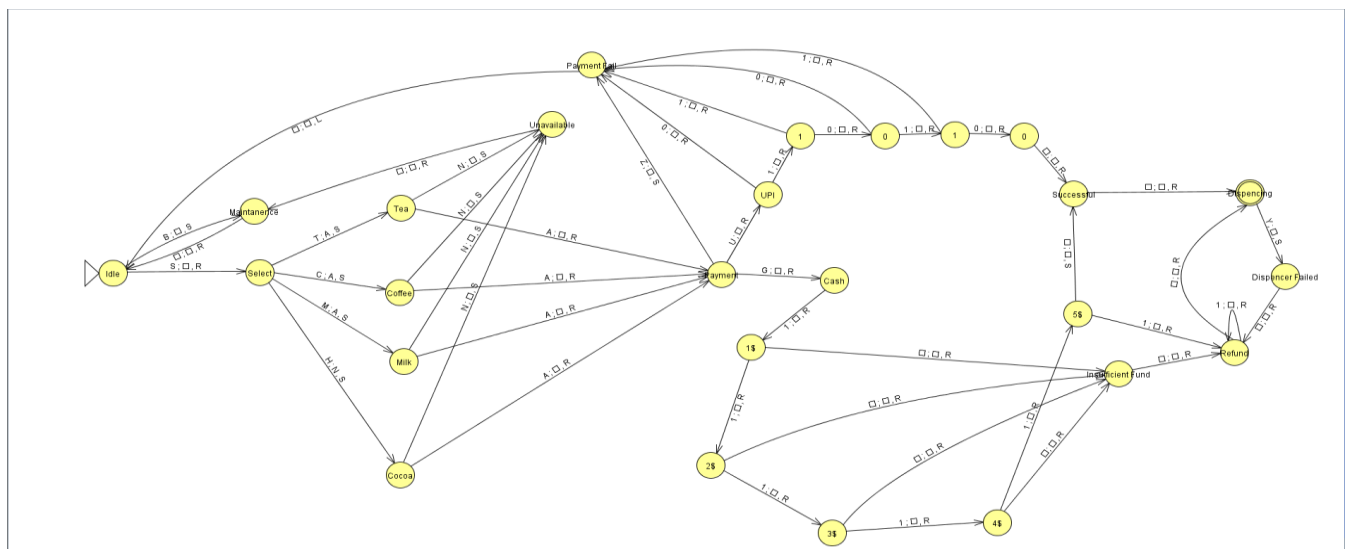 1;□,R
Payment Fail
0;□,R
1;□,R
□;□,L
Unavailable
0;□,R
1
0;□,R
0
1;□,R
1
0;□,R
0
N;□,S
□;□,R
Z;□,S
1;□,R
□;□,R
UPI
Successful
□;□,R
Dispencing
Tea
N;□,S
Maintanence
B;□,S
□;□,R
T;A,S
N;□,S
A;□,R
U;□,R
Y;□,S
Idle
S;□,R
Select
C;A,S
Coffee
A;□,R
Payment
G;□,R
Cash
□;□,S
□;□,R
Dispencer Failed
M;A,S
N;□,S
A;□,R
1;□,R
5$
1;□,R
1;□,R
□;□,R
Milk
1$
□;□,R
□;□,R
Refund
H;N,S
A;□,R
Insufficient Fund
1;□,R
□;□,R
1;□,R
□;□,R
□;□,R
Cocoa
2$
1;□,R
3$
1;□,R
4$